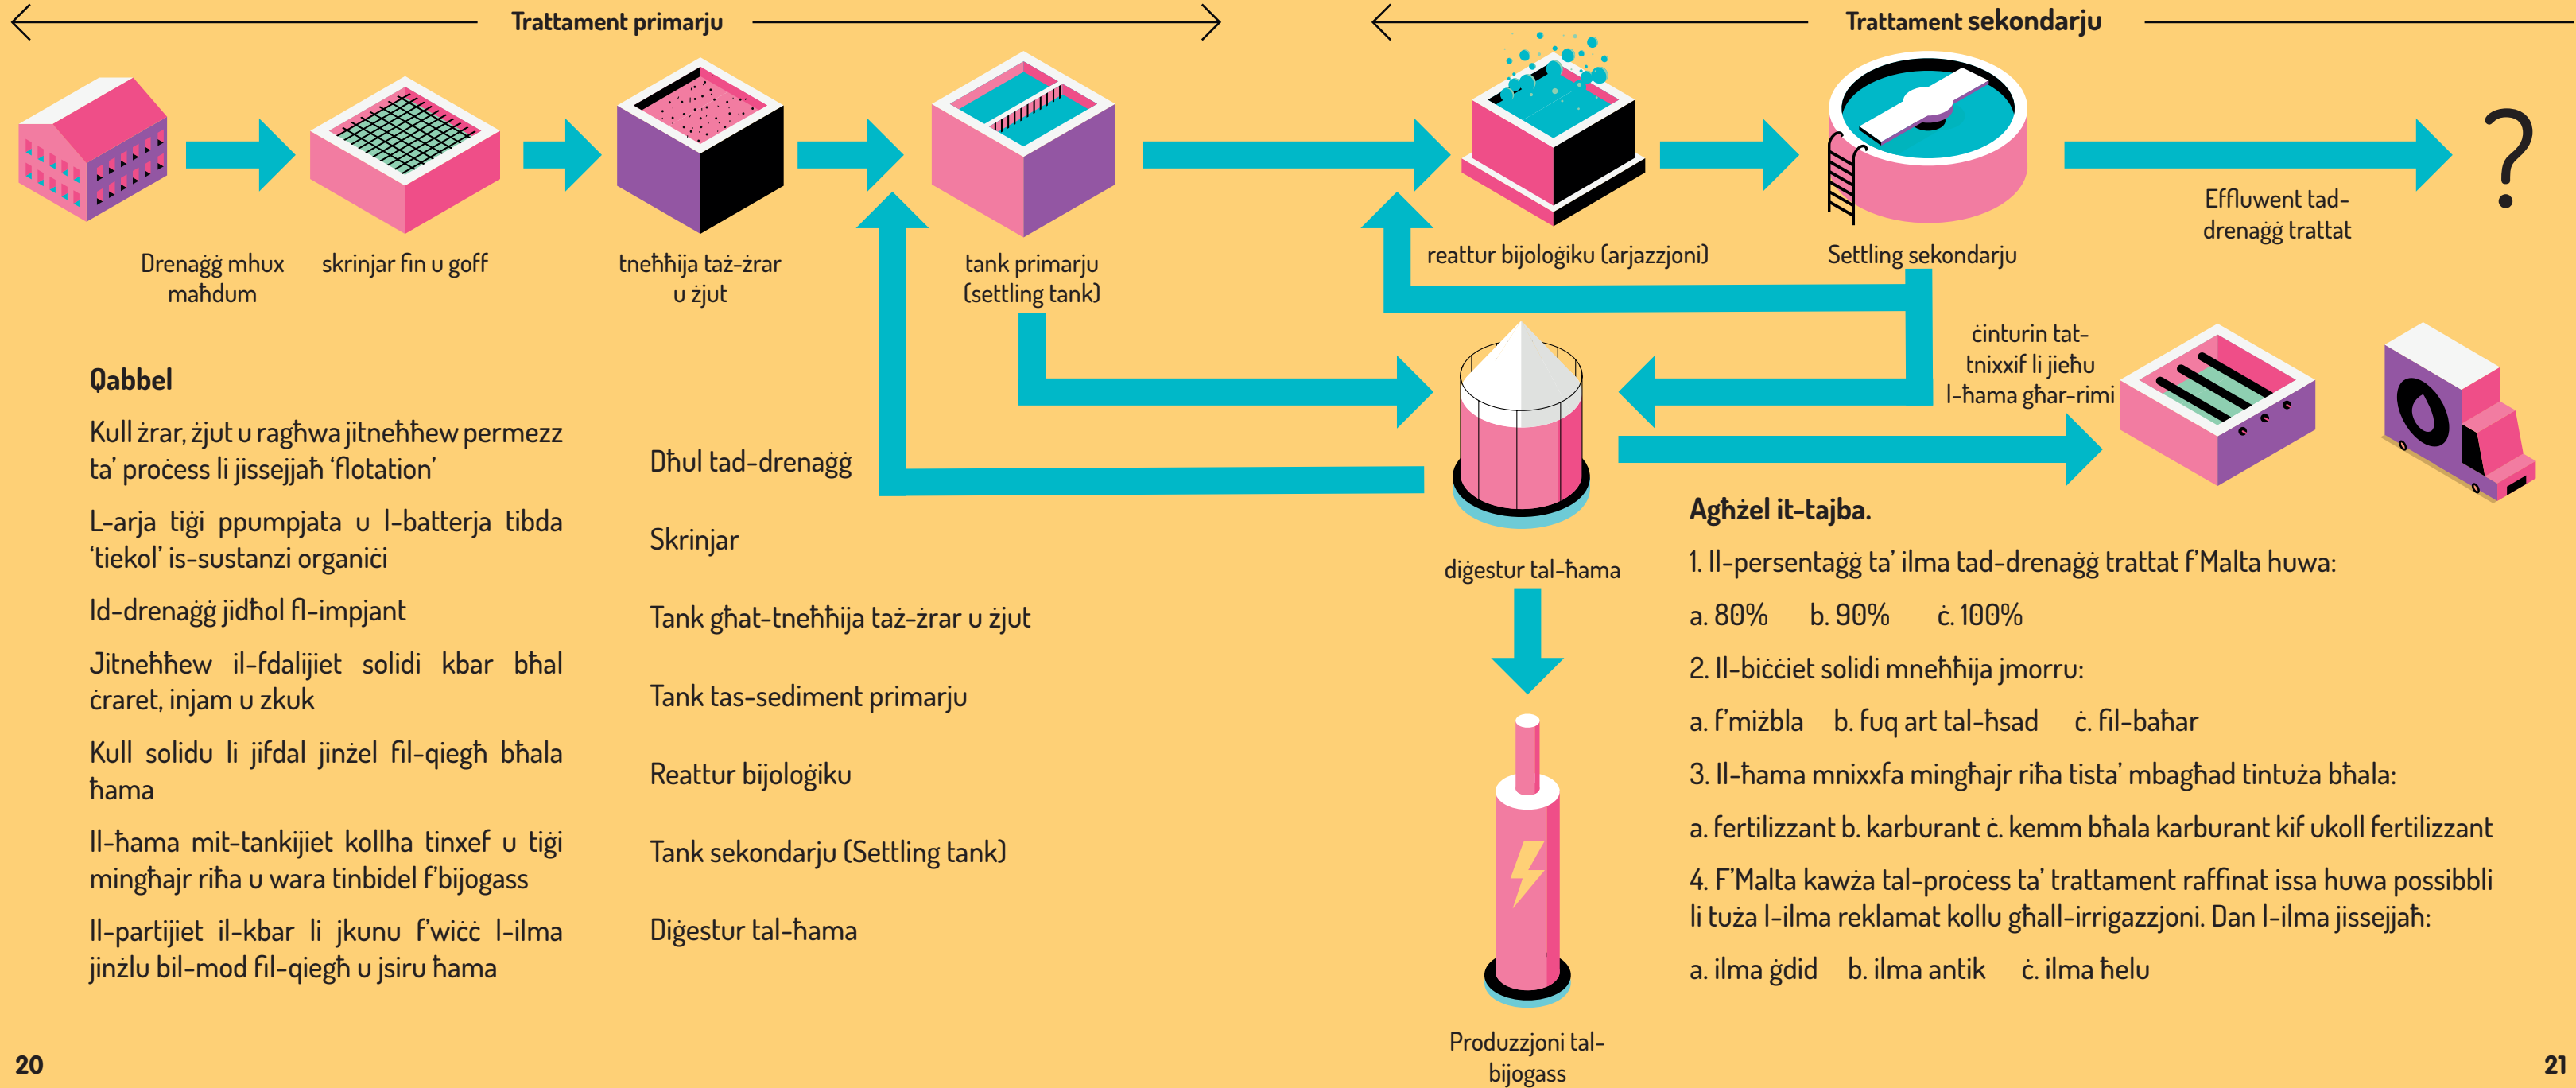 Trattament primarju
Trattament sekondarju
Drenaġġ mhux
maħdum
skrinjar fin u goff
tneħħija taż-żrar
u żjut
tank primarju
(settling tank)
reattur bijoloġiku (arjazzjoni)
Settling sekondarju
Effluwent tad-
drenaġġ trattat
?
ċinturin tat-
tnixxif li jieħu
l-ħama għar-rimi
diġestur tal-ħama
Produzzjoni tal-
bijogass
Qabbel
Kull żrar, żjut u ragħwa jitneħħew permezz
ta’ proċess li jissejjaħ ‘flotation’
L-arja tiġi ppumpjata u l-batterja tibda
‘tiekol’ is-sustanzi organiċi
Id-drenaġġ jidħol fl-impjant
Jitneħħew il-fdalijiet solidi kbar bħal
ċraret, injam u zkuk
Kull solidu li jifdal jinżel fil-qiegħ bħala
ħama
Il-ħama mit-tankijiet kollha tinxef u tiġi
mingħajr riħa u wara tinbidel f’bijogass
Il-partijiet il-kbar li jkunu f’wiċċ l-ilma
jinżlu bil-mod fil-qiegħ u jsiru ħama
Dħul tad-drenaġġ
Skrinjar
Tank għat-tneħħija taż-żrar u żjut
Tank tas-sediment primarju
Reattur bijoloġiku
Tank sekondarju (Settling tank)
Diġestur tal-ħama
Agħżel it-tajba.
1. Il-persentaġġ ta’ ilma tad-drenaġġ trattat f’Malta huwa:
a. 80% b. 90% ċ. 100%
2. Il-biċċiet solidi mneħħija jmorru:
a. f’miżbla b. fuq art tal-ħsad ċ. fil-baħar
3. Il-ħama mnixxfa mingħajr riħa tista’ mbagħad tintuża bħala:
a. fertilizzant b. karburant ċ. kemm bħala karburant kif ukoll fertilizzant
4. F’Malta kawża tal-proċess ta’ trattament raffinat issa huwa possibbli
li tuża l-ilma reklamat kollu għall-irrigazzjoni. Dan l-ilma jissejjaħ:
a. ilma ġdid b. ilma antik ċ. ilma ħelu
20
21